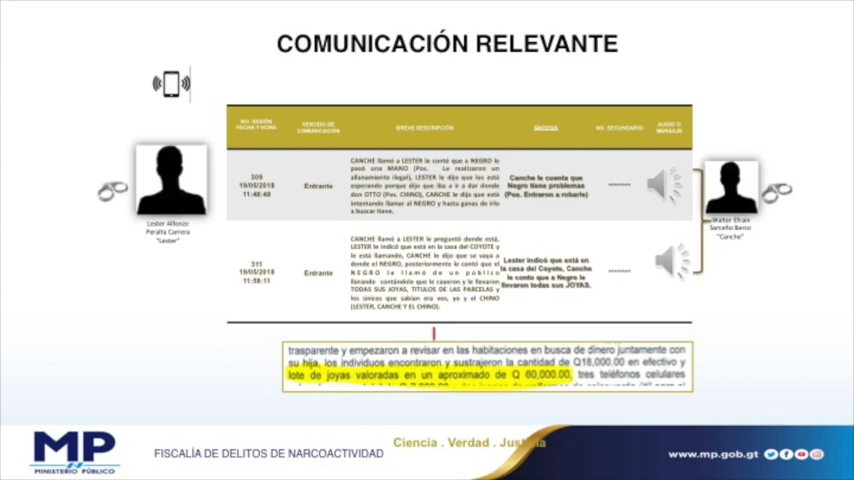 COMUNICACIÓN RELEVANTE
NO. SESIÓN
FECHA Y HORA
SENTIDO DE
COMUNICACIÓN
BREVE DESCRIPCIÓN
SINTESIS
NO. SECUNDARIO
AUDIO O
MENSAJE
309
19/05/2018
11:48:48
Entrante
CANCHE llamó a LESTER le contó que a NEGRO le
pasó una MANO (Pos. Le realizaron un
allanamiento ilegal), LESTER le dijo que los está
esperando porque dijo que iba a ir a dar donde
don OTTO (Pos. CHINO), CANCHE le dijo que está
intentando llamar al NEGRO y hasta ganas de irlo
a buscar tiene.
Canche le cuenta que
Negro tiene problemas
(Pos. Entraron a robarle)
--------
311
19/05/2018
11:58:11
Entrante
CANCHE llamó a LESTER le preguntó donde está,
LESTER le indicó que está en la casa del COYOTE y
le está llamando, CANCHE le dijo que se vaya a
donde el NEGRO, posteriormente le contó que el
NEGRO le llamó de un público
llorando contándole que le cayeron y le llevaron
TODAS SUS JOYAS, TITULOS DE LAS PARCELAS y
los únicos que sabían era vos, yo y el CHINO
(LESTER, CANCHE Y EL CHINO).
Lester indicó que está en
la casa del Coyote, Canche
le conto que a Negro le
llevaron todas sus JOYAS.
--------
Lester Alfonzo
Peralta Carrera
"Lester"
Walter Efrain
Serceño Barco
"Canche"
trasparente y empezaron a revisar en las habitaciones en busca de dinero juntamente con
su hija, los individuos encontraron y sustrajeron la cantidad de Q18,000.00 en efectivo y
lote de joyas valoradas en un aproximado de Q 60,000.00, tres teléfonos celulares
MP
MINISTERIO PÚBLICO
FISCALÍA DE DELITOS DE NARCOACTIVIDAD
Ciencia . Verdad . Justicia
www.mp.gob.gt